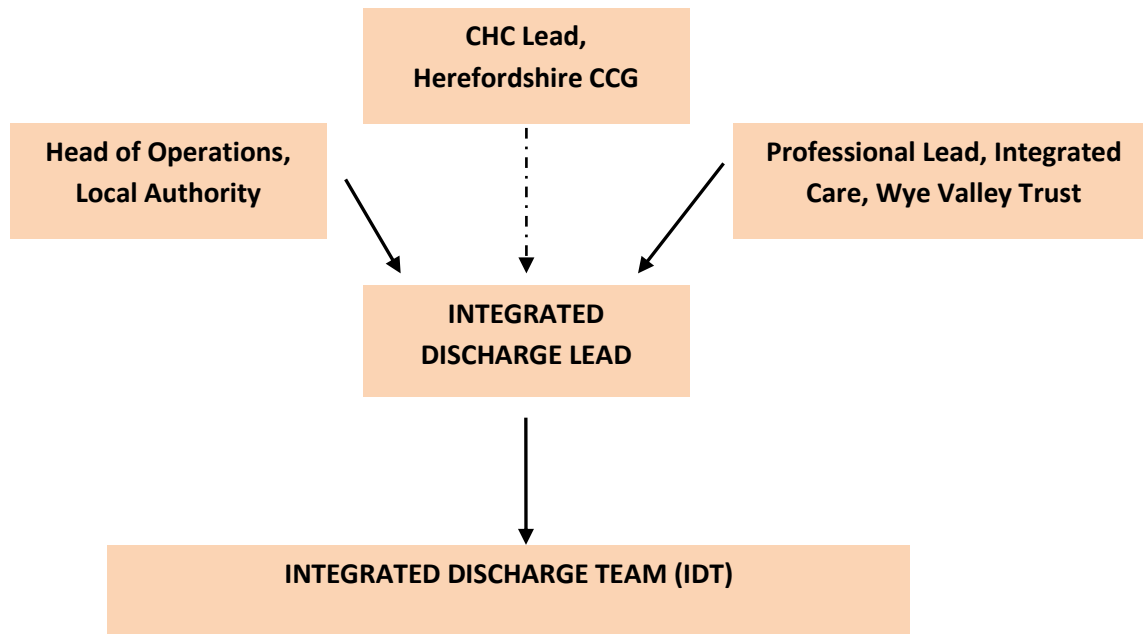 CHC Lead,
Herefordshire CCG
Head of Operations,
Local Authority
Professional Lead, Integrated
Care, Wye Valley Trust
INTEGRATED
DISCHARGE LEAD
INTEGRATED DISCHARGE TEAM (IDT)